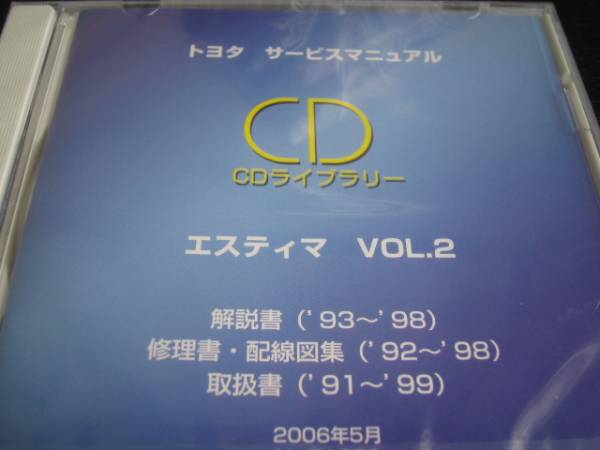 トヨタ　サービスマニュアル
CD
CDライブラリー
エスティマ　VOL.2
解説書（'93～'98）
修理書・配線図集（'92～'98）
取扱書（'91～'99）
2006年5月